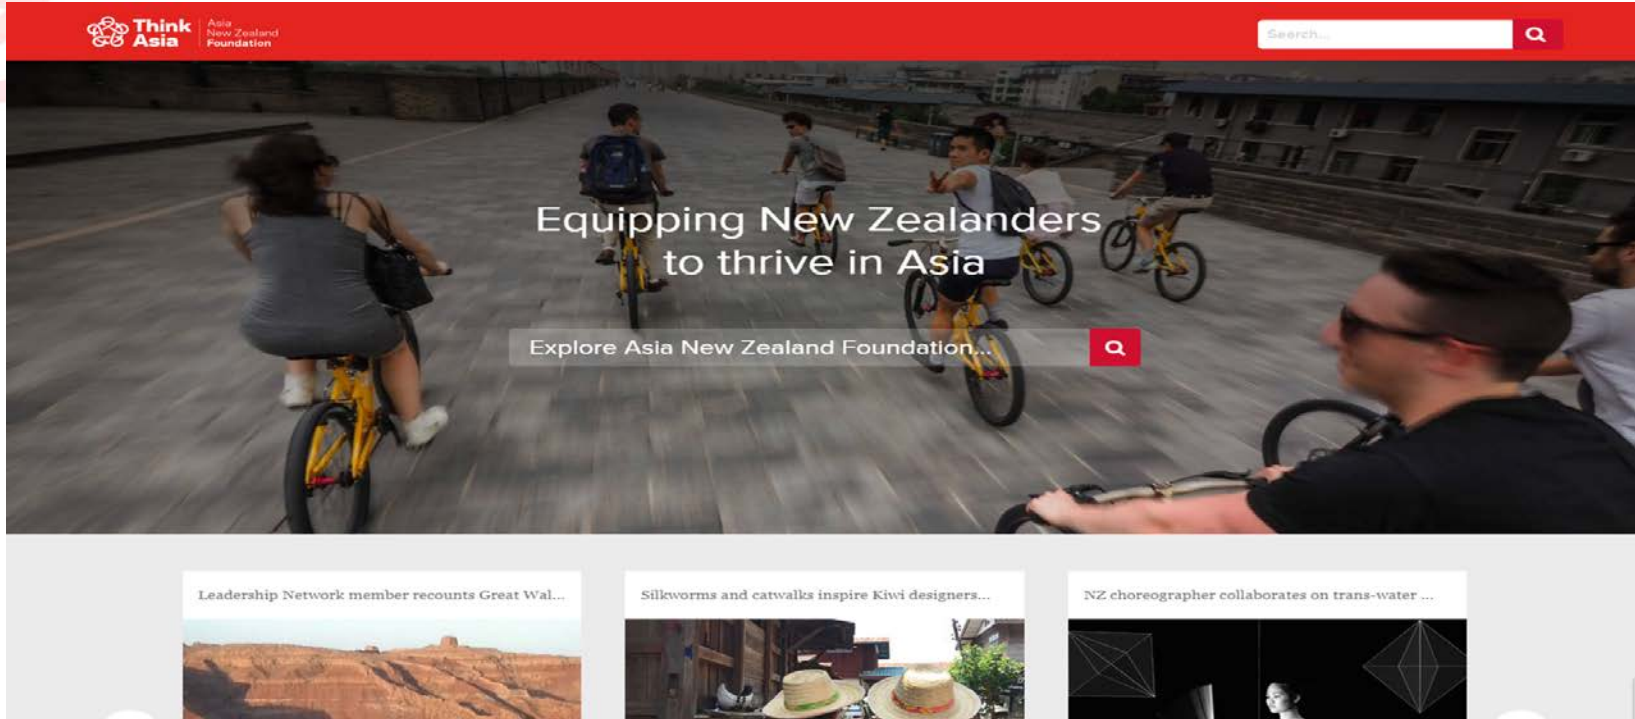 Think
Asia
Asia
New Zealand
Foundation
Search...
Equipping New Zealanders
to thrive in Asia
Explore Asia New Zealand Foundation...
Leadership Network member recounts Great Wal...
Silkworms and catwalks inspire Kiwi designers...
NZ choreographer collaborates on trans-water ...